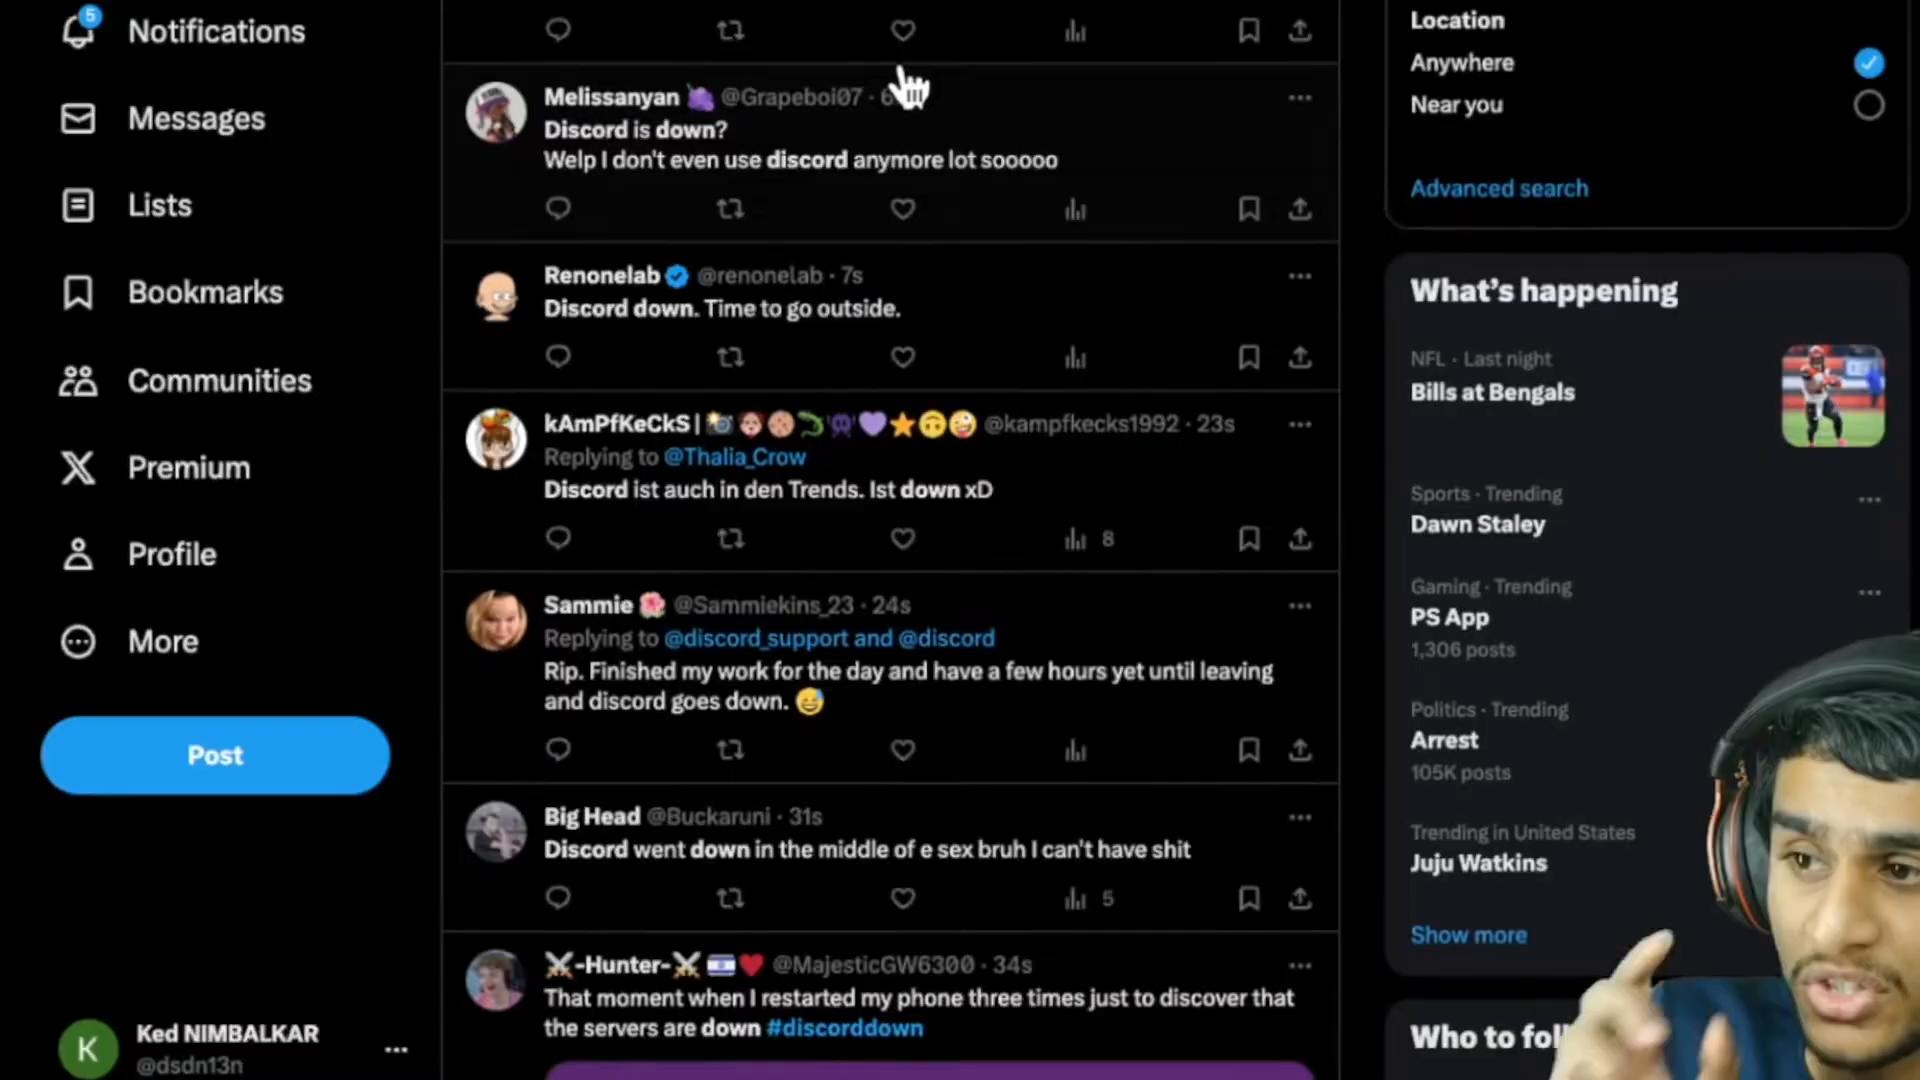 5
Notifications
Messages
Lists
Bookmarks
Communities
Premium
Profile
More
Post
Ked NIMBALKAR
@dsdn13n
Melissanyan @Grapeboi07 · 6
Discord is down?
Welp I don't even use discord anymore lot sooooo
Renonelab @renonelab · 7s
Discord down. Time to go outside.
kAmPfKeCkS | @kampfkecks1992 · 23s
Replying to @Thalia_Crow
Discord ist auch in den Trends. Ist down xD
8
Sammie @Sammiekins_23 · 24s
Replying to @discord_support and @discord
Rip. Finished my work for the day and have a few hours yet until leaving
and discord goes down.
Big Head @Buckaruni · 31s
Discord went down in the middle of e sex bruh I can't have shit
5
-Hunter- @MajesticGW6300 · 34s
That moment when I restarted my phone three times just to discover that
the servers are down #discorddown
Location
Anywhere
Near you
Advanced search
What's happening
NFL · Last night
Bills at Bengals
Sports · Trending
Dawn Staley
Gaming · Trending
PS App
1,306 posts
Politics · Trending
Arrest
105K posts
Trending in United States
Juju Watkins
Show more
Who to fol
K